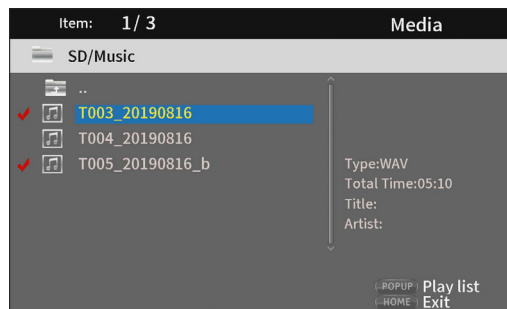 Item: 1/ 3 Media
SD/Music
..
T003_20190816
T004_20190816
T005_20190816_b
Type:WAV
Total Time:05:10
Title:
Artist:
POPUP Play list
HOME Exit